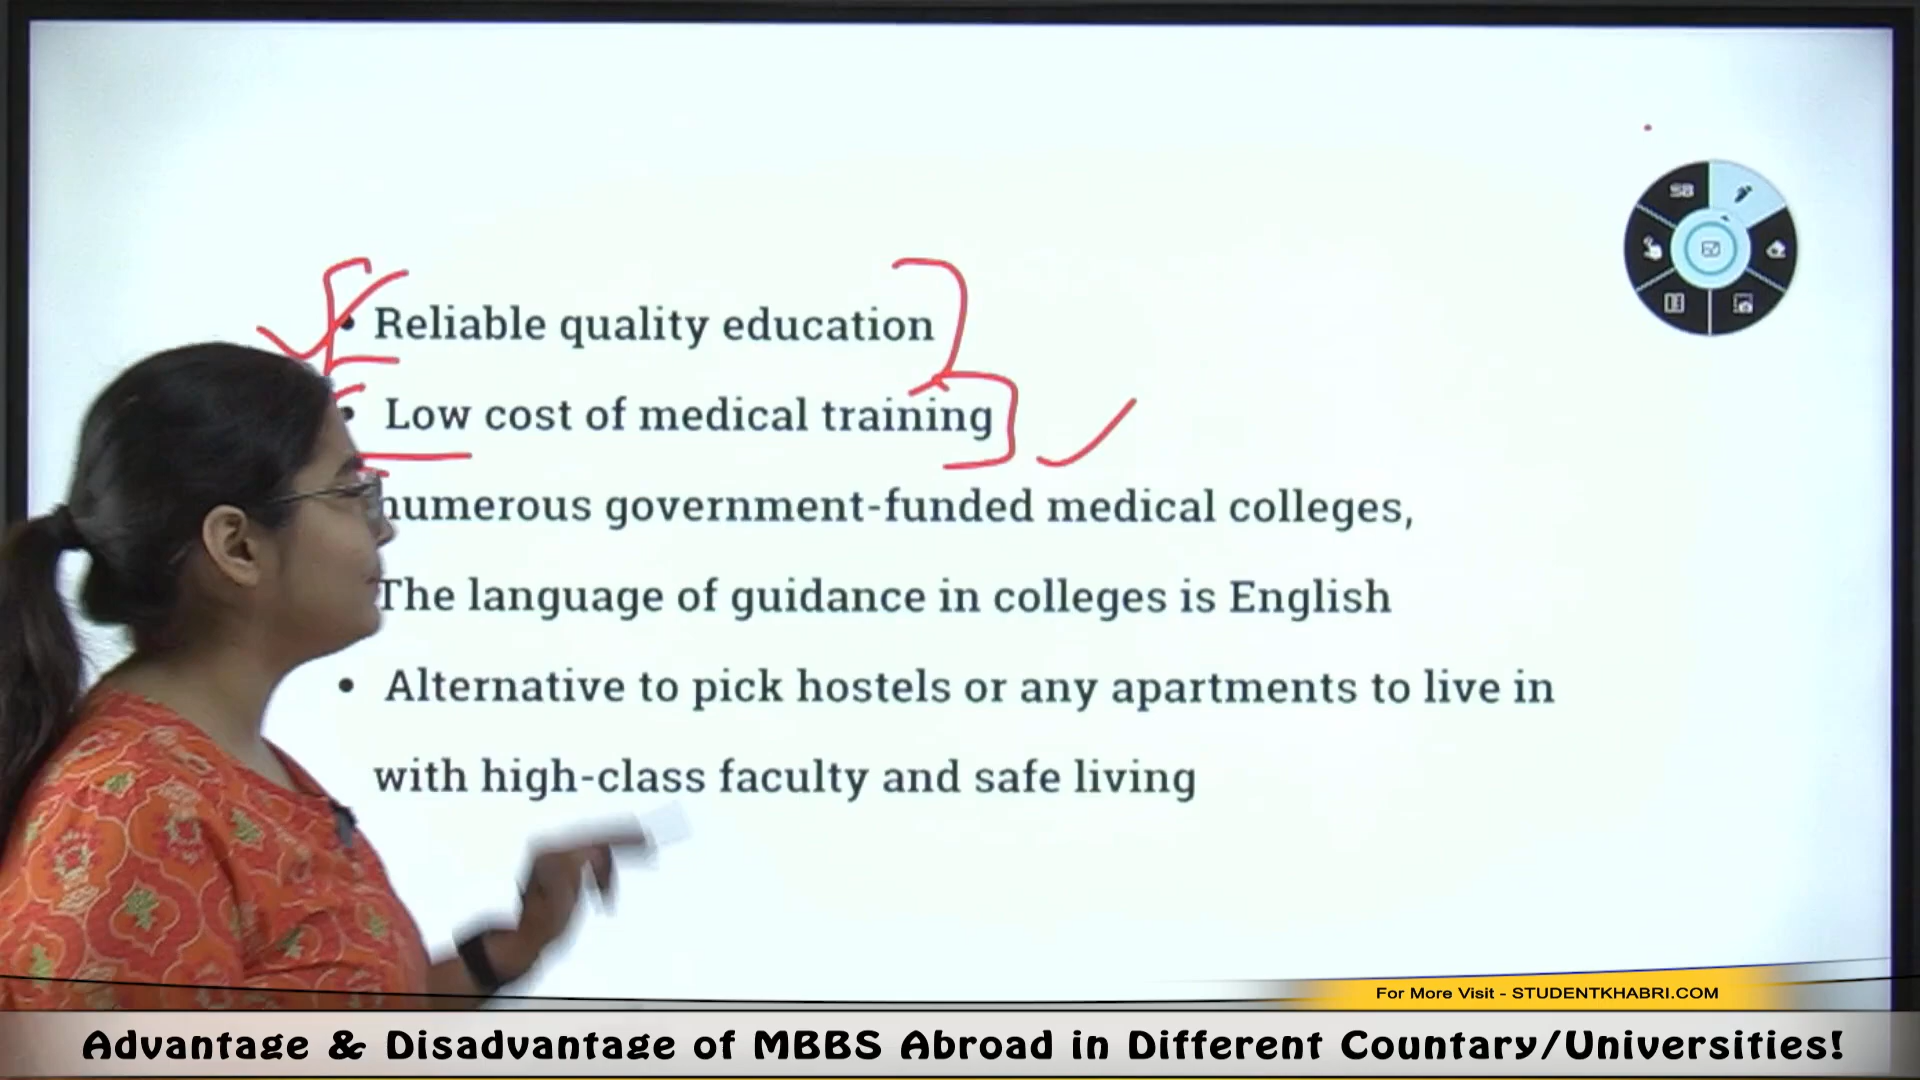 SB
• Reliable quality education
• Low cost of medical training
numerous government-funded medical colleges,
The language of guidance in colleges is English
• Alternative to pick hostels or any apartments to live in
with high-class faculty and safe living
For More Visit - STUDENTKHABRI.COM
Advantage & Disadvantage of MBBS Abroad in Different Countary/Universities!